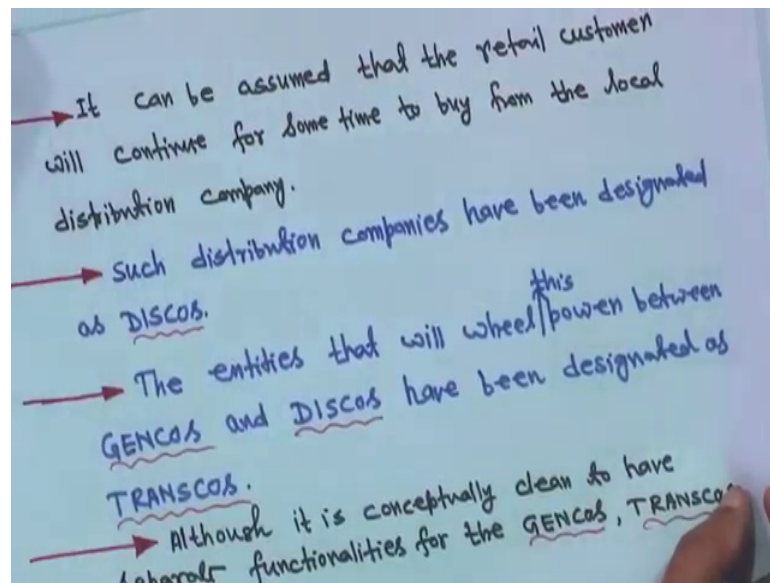 It can be assumed that the retail customer
will continue for some time to buy from the local
distribution company.
Such distribution companies have been designated
as DISCOS.
this
The entities that will wheel power between
GENCOS and DISCOS have been designated as
TRANSCOS.
Although it is conceptually clean to have
separate functionalities for the GENCOS, TRANSCO